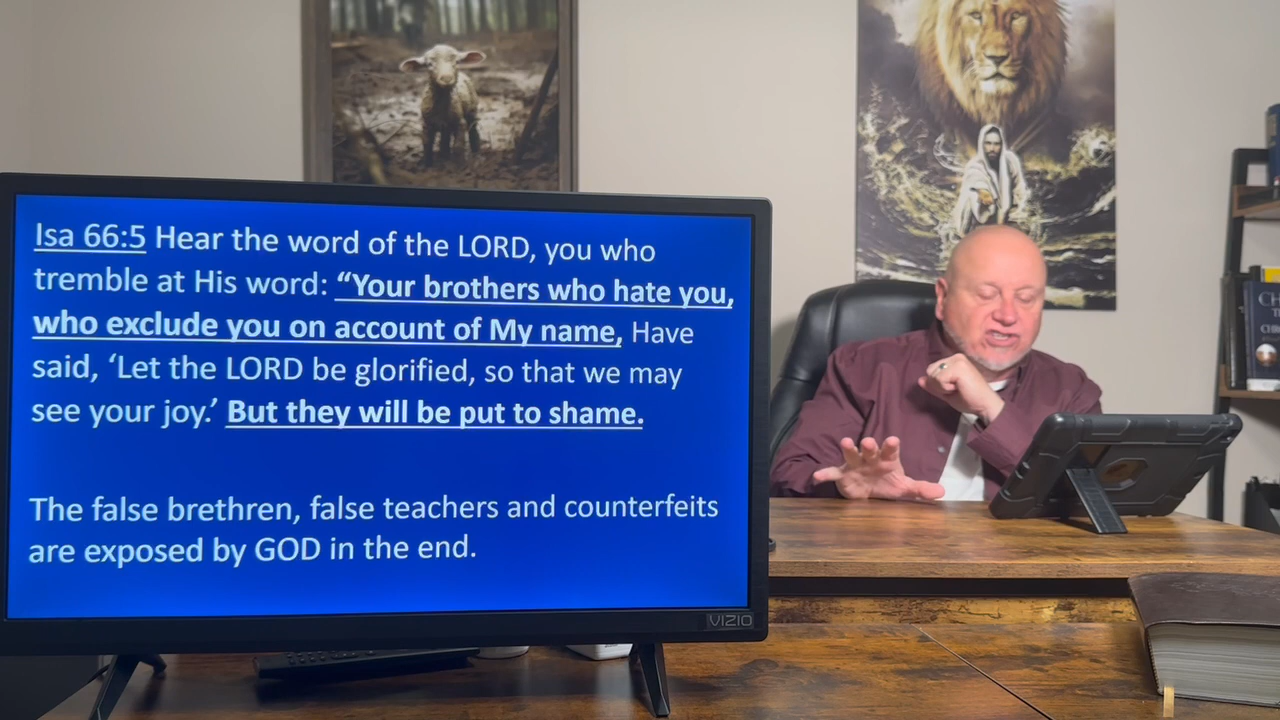 Isa 66:5 Hear the word of the LORD, you who
tremble at His word: “Your brothers who hate you,
who exclude you on account of My name, Have
said, ‘Let the LORD be glorified, so that we may
see your joy.’ But they will be put to shame.
The false brethren, false teachers and counterfeits
are exposed by GOD in the end.
VIZIO